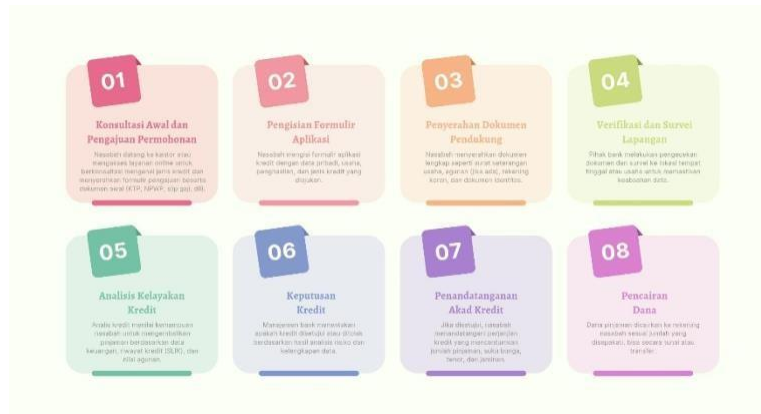 01
Konsultasi Awal dan
Pengajuan Permohonan
Nasabah datang ke kantor atau
mengakses layanan online untuk
berkonsultasi mengenai jenis kredit dan
menyerahkan formulir pengajuan beserta
dokumen awal (KTP, NPWP, slip gaji, dll).
02
Pengisian Formulir
Aplikasi
Nasabah mengisi formulir aplikasi
kredit dengan data pribadi, usaha,
penghasilan, dan jenis kredit yang
diajukan.
03
Penyerahan Dokumen
Pendukung
Nasabah menyerahkan dokumen
lengkap seperti surat keterangan
usaha, agunan (jika ada), rekening
koran, dan dokumen identitas.
04
Verifikasi dan Survei
Lapangan
Pihak bank melakukan pengecekan
dokumen dan survei ke lokasi tempat
tinggal atau usaha untuk memastikan
keabsahan data.
05
Analisis Kelayakan
Kredit
Analis kredit menilai kemampuan
nasabah untuk mengembalikan
pinjaman berdasarkan data
keuangan, riwayat kredit (SLIK), dan
nilai agunan.
06
Keputusan
Kredit
Manajemen bank menentukan
apakah kredit disetujui atau ditolak
berdasarkan hasil analisis risiko dan
kelengkapan data.
07
Penandatanganan
Akad Kredit
Jika disetujui, nasabah
menandatangani perjanjian
kredit yang mencantumkan
jumlah pinjaman, suku bunga,
tenor, dan jaminan.
08
Pencairan
Dana
Dana pinjaman dicairkan ke rekening
nasabah sesuai jumlah yang
disepakati, bisa secara tunai atau
transfer.